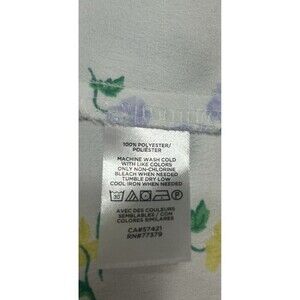 100% POLYESTER/
POLIESTER
MACHINE WASH COLD
WITH LIKE COLORS
ONLY NON-CHLORINE
BLEACH WHEN NEEDED
TUMBLE DRY LOW
COOL IRON WHEN NEEDED
30
AVEC DES COULEURS
SEMBLABLES / CON
COLORES SIMILARES
CA#57421
RN#77379